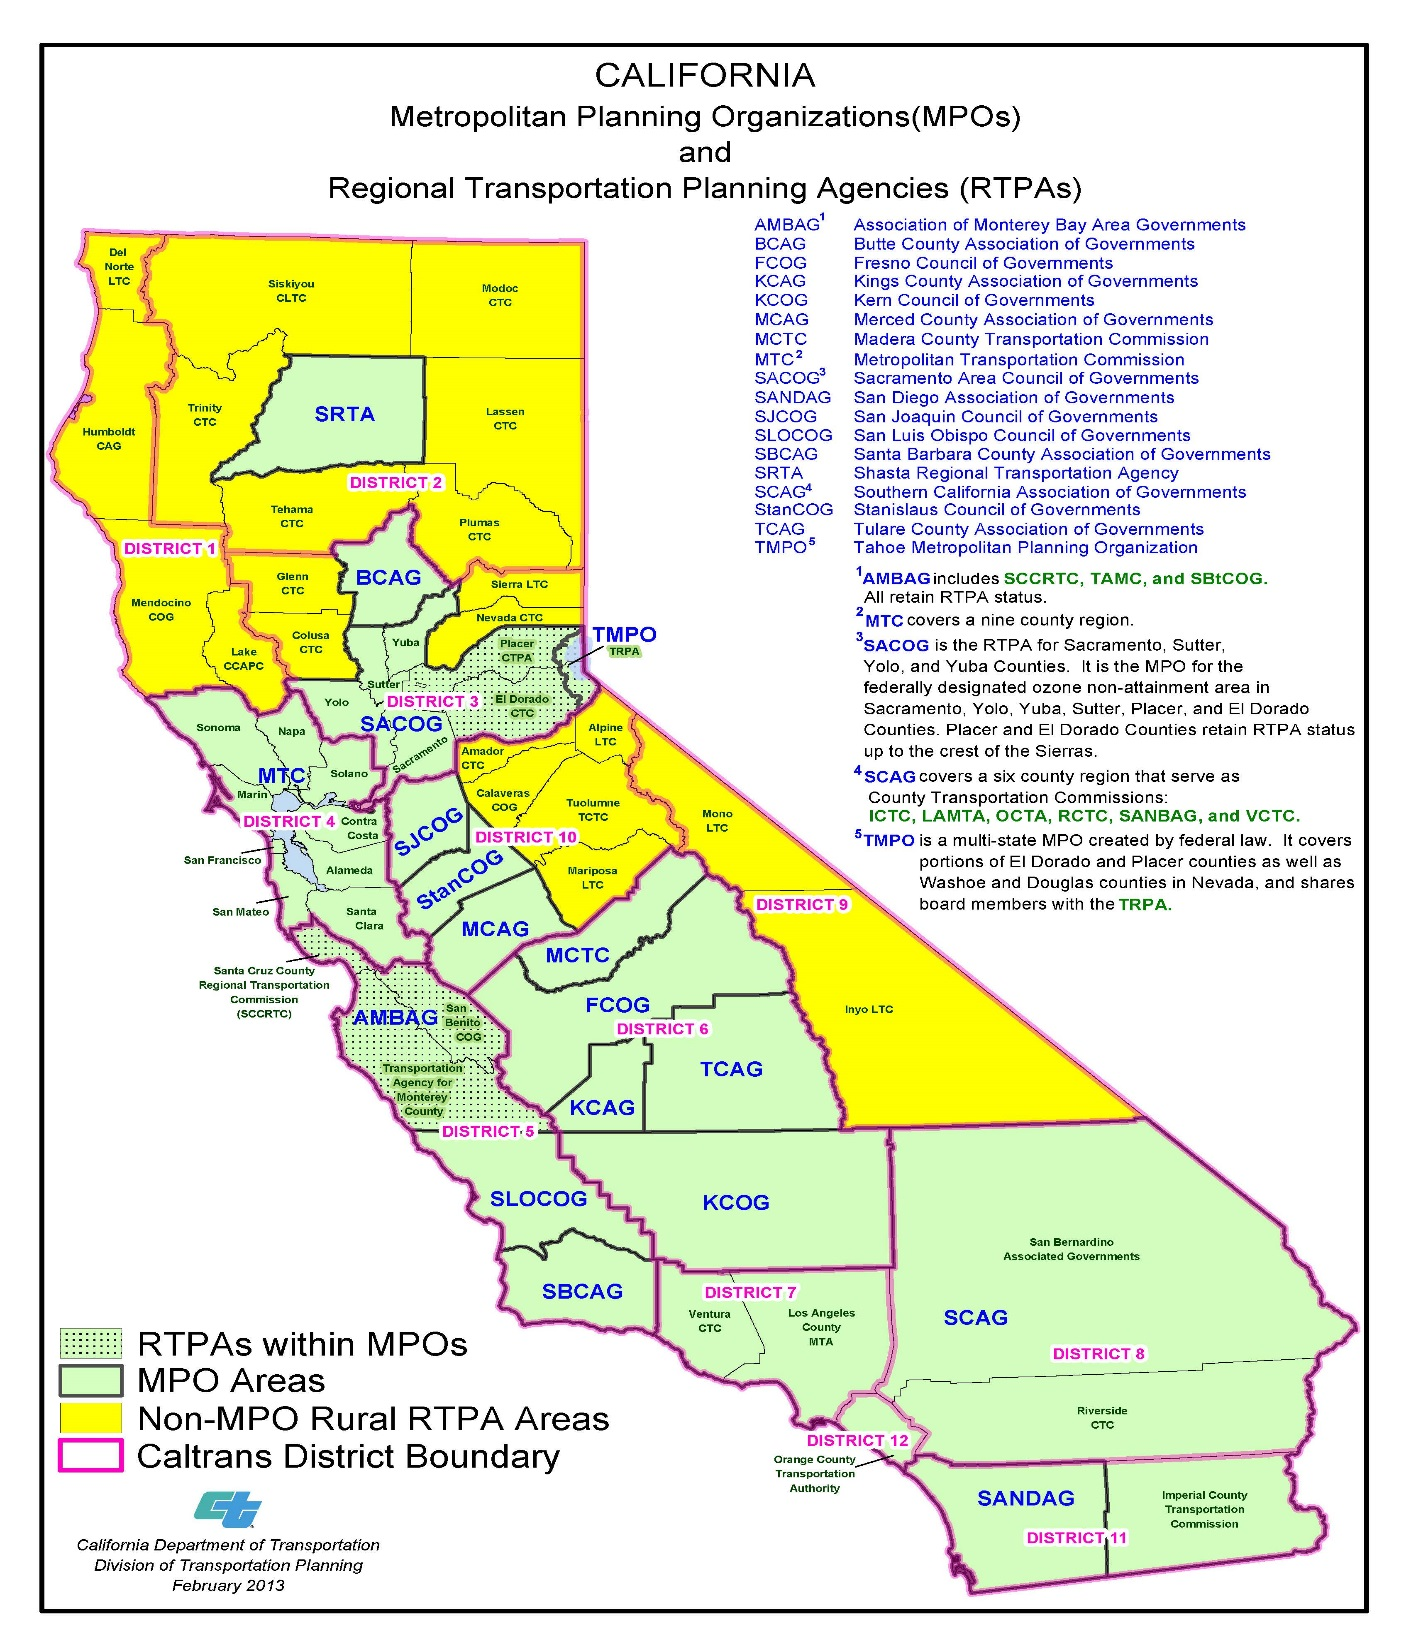 CALIFORNIA
Metropolitan Planning Organizations(MPOs)
and
Regional Transportation Planning Agencies (RTPAs)
AMBAG1 Association of Monterey Bay Area Governments
BCAG Butte County Association of Governments
FCOG Fresno Council of Governments
KCAG Kings County Association of Governments
KCOG Kern Council of Governments
MCAG Merced County Association of Governments
MCTC Madera County Transportation Commission
MTC2 Metropolitan Transportation Commission
SACOG3 Sacramento Area Council of Governments
SANDAG San Diego Association of Governments
SJCOG San Joaquin Council of Governments
SLOCOG San Luis Obispo Council of Governments
SBCAG Santa Barbara County Association of Governments
SRTA Shasta Regional Transportation Agency
SCAG4 Southern California Association of Governments
StanCOG Stanislaus Council of Governments
TCAG Tulare County Association of Governments
TMPO5 Tahoe Metropolitan Planning Organization
1AMBAG includes SCCRTC, TAMC, and SBtCOG.
All retain RTPA status.
2MTC covers a nine county region.
3SACOG is the RTPA for Sacramento, Sutter,
Yolo, and Yuba Counties. It is the MPO for the
federally designated ozone non-attainment area in
Sacramento, Yolo, Yuba, Sutter, Placer, and El Dorado
Counties. Placer and El Dorado Counties retain RTPA status
up to the crest of the Sierras.
4SCAG covers a six county region that serve as
County Transportation Commissions:
ICTC, LAMTA, OCTA, RCTC, SANBAG, and VCTC.
5TMPO is a multi-state MPO created by federal law. It covers
portions of El Dorado and Placer counties as well as
Washoe and Douglas counties in Nevada, and shares
board members with the TRPA.
Del
Norte
LTC
Siskiyou
CLTC
Modoc
CTC
Humboldt
CAG
Trinity
CTC
SRTA
Lassen
CTC
DISTRICT 2
Tehama
CTC
Plumas
CTC
DISTRICT 1
Mendocino
COG
Glenn
CTC
BCAG
Sierra LTC
Nevada CTC
Lake
CCAPC
Colusa
CTC
Yuba
Placer
CTPA
TMPO
TRPA
Sutter
DISTRICT 3
El Dorado
CTC
Yolo
SACOG
Sacramento
Sonoma
Napa
MTC
Solano
Marin
DISTRICT 4
Contra
Costa
San Francisco
Alameda
San Mateo
Santa
Clara
Amador
CTC
Alpine
LTC
Calaveras
COG
Tuolumne
TCTC
SJCOG
DISTRICT 10
StanCOG
Mariposa
LTC
Mono
LTC
DISTRICT 9
MCAG
MCTC
Santa Cruz County
Regional Transportation
Commission
(SCCRTC)
AMBAG
San
Benito
COG
Transportation
Agency for
Monterey
County
DISTRICT 5
FCOG
DISTRICT 6
Inyo LTC
TCAG
KCAG
SLOCOG
KCOG
SBCAG
San Bernardino
Associated Governments
DISTRICT 7
Ventura
CTC
Los Angeles
County
MTA
SCAG
DISTRICT 8
Riverside
CTC
DISTRICT 12
Orange County
Transportation
Authority
SANDAG
Imperial County
Transportation
Commission
DISTRICT 11
RTPAs within MPOs
MPO Areas
Non-MPO Rural RTPA Areas
Caltrans District Boundary
ct
California Department of Transportation
Division of Transportation Planning
February 2013